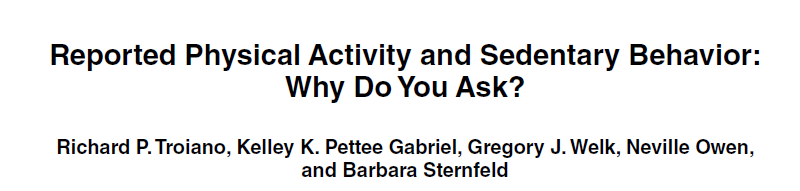 Reported Physical Activity and Sedentary Behavior:
Why Do You Ask?
Richard P. Troiano, Kelley K. Pettee Gabriel, Gregory J. Welk, Neville Owen,
and Barbara Sternfeld